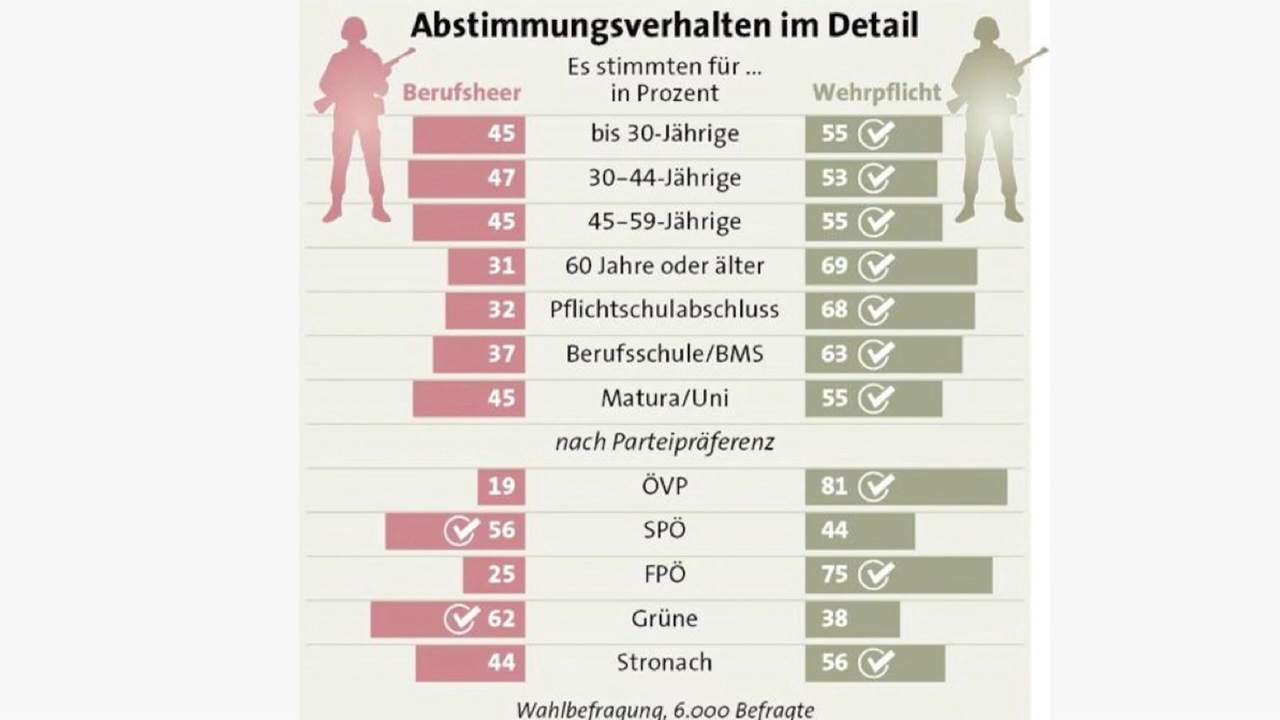 Abstimmungsverhalten im Detail
Es stimmten für ...
Berufsheer in Prozent Wehrpflicht
45 bis 30-Jährige 55
47 30–44-Jährige 53
45 45–59-Jährige 55
31 60 Jahre oder älter 69
32 Pflichtschulabschluss 68
37 Berufsschule/BMS 63
45 Matura/Uni 55
nach Parteipräferenz
19 ÖVP 81
56 SPÖ 44
25 FPÖ 75
62 Grüne 38
44 Stronach 56
Wahlbefragung, 6.000 Befragte